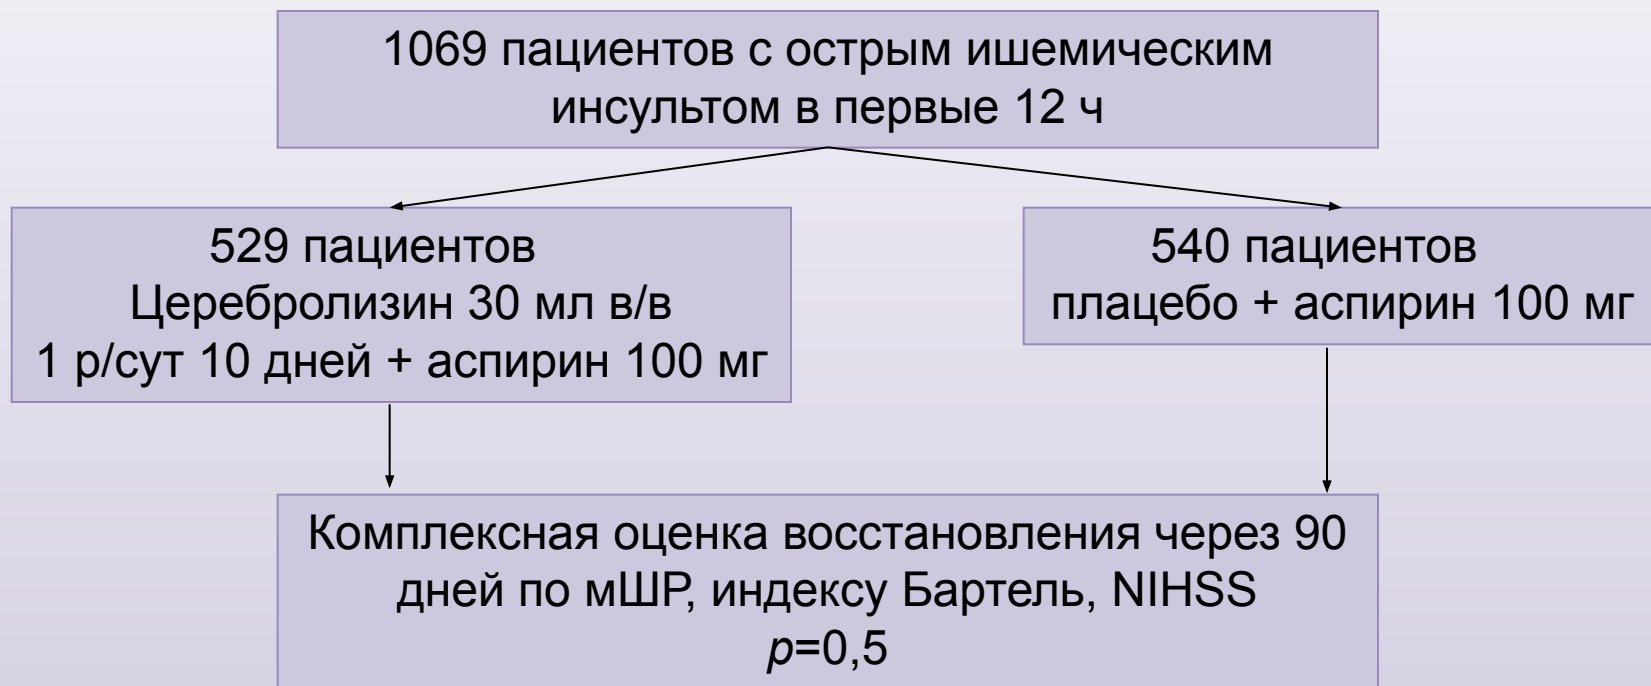 1069 пациентов с острым ишемическим
инсультом в первые 12 ч
529 пациентов
Церебролизин 30 мл в/в
1 р/сут 10 дней + аспирин 100 мг
540 пациентов
плацебо + аспирин 100 мг
Комплексная оценка восстановления через 90
дней по мШР, индексу Бартель, NIHSS
p=0,5